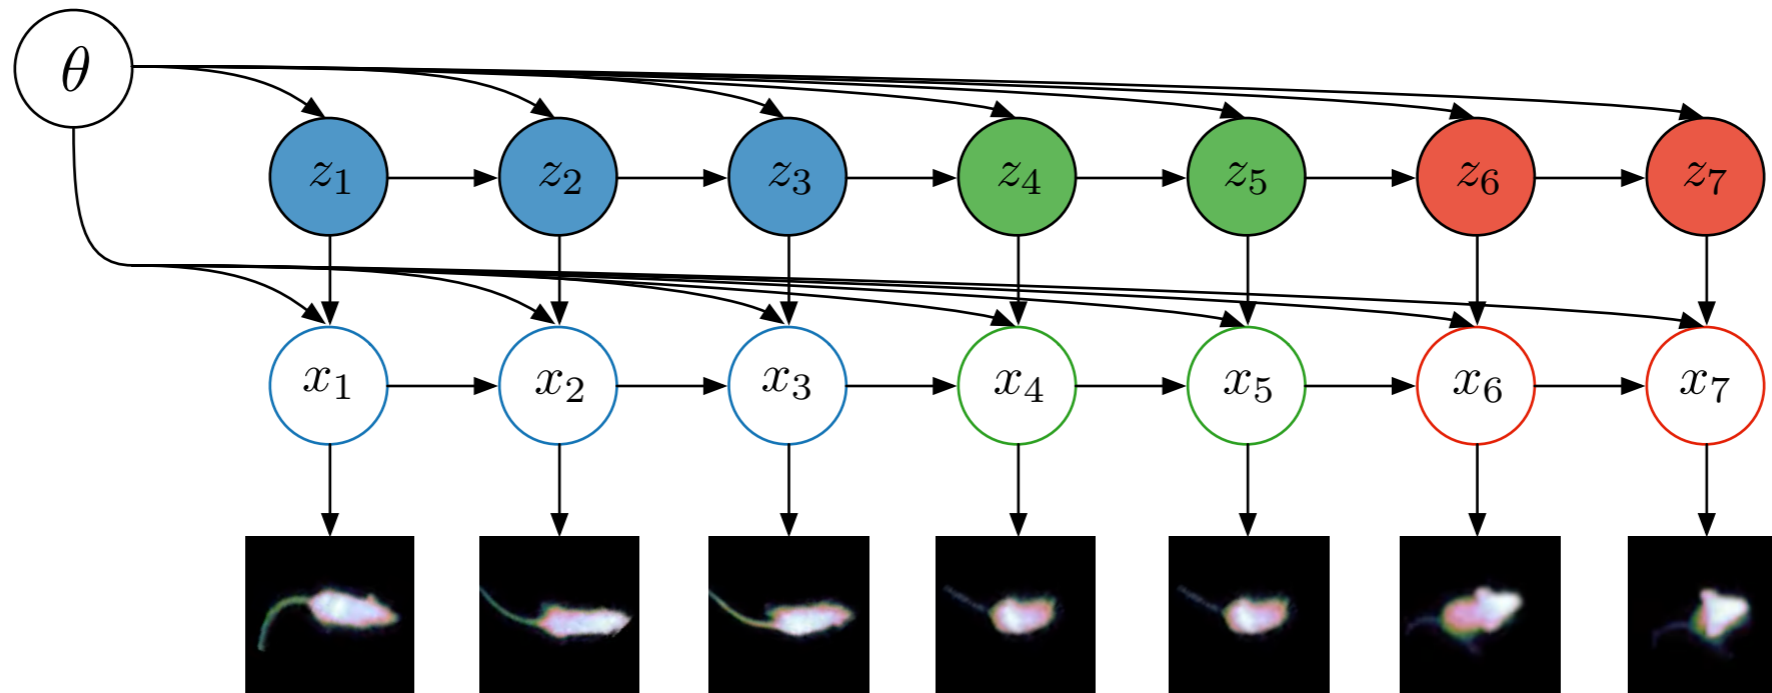 θ
z₁ z₂ z₃ z₄ z₅ z₆ z₇
x₁ x₂ x₃ x₄ x₅ x₆ x₇